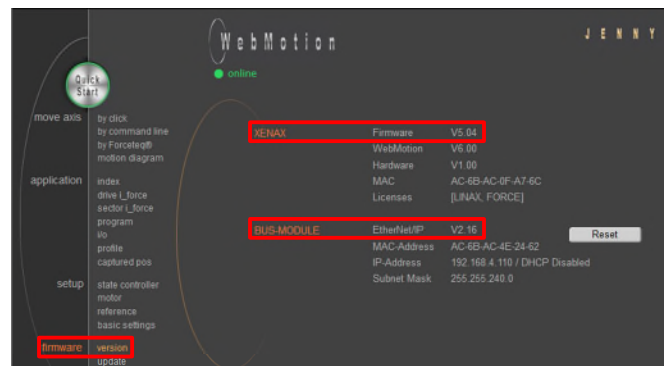 WebMotion
JENNY
online
Quick
Start
move axis
by click
by command line
by Forceteq®
motion diagram
application
index
drive i_force
sector i_force
program
i/o
profile
captured pos
setup
state controller
motor
reference
basic settings
firmware
version
update
XENAX Firmware V5.04
WebMotion V6.00
Hardware V1.00
MAC AC-6B-AC-0F-A7-6C
Licenses [LINAX, FORCE]
BUS-MODULE EtherNet/IP V2.16
Reset
MAC-Address AC-6B-AC-4E-24-62
IP-Address 192.168.4.110 / DHCP Disabled
Subnet Mask 255.255.240.0